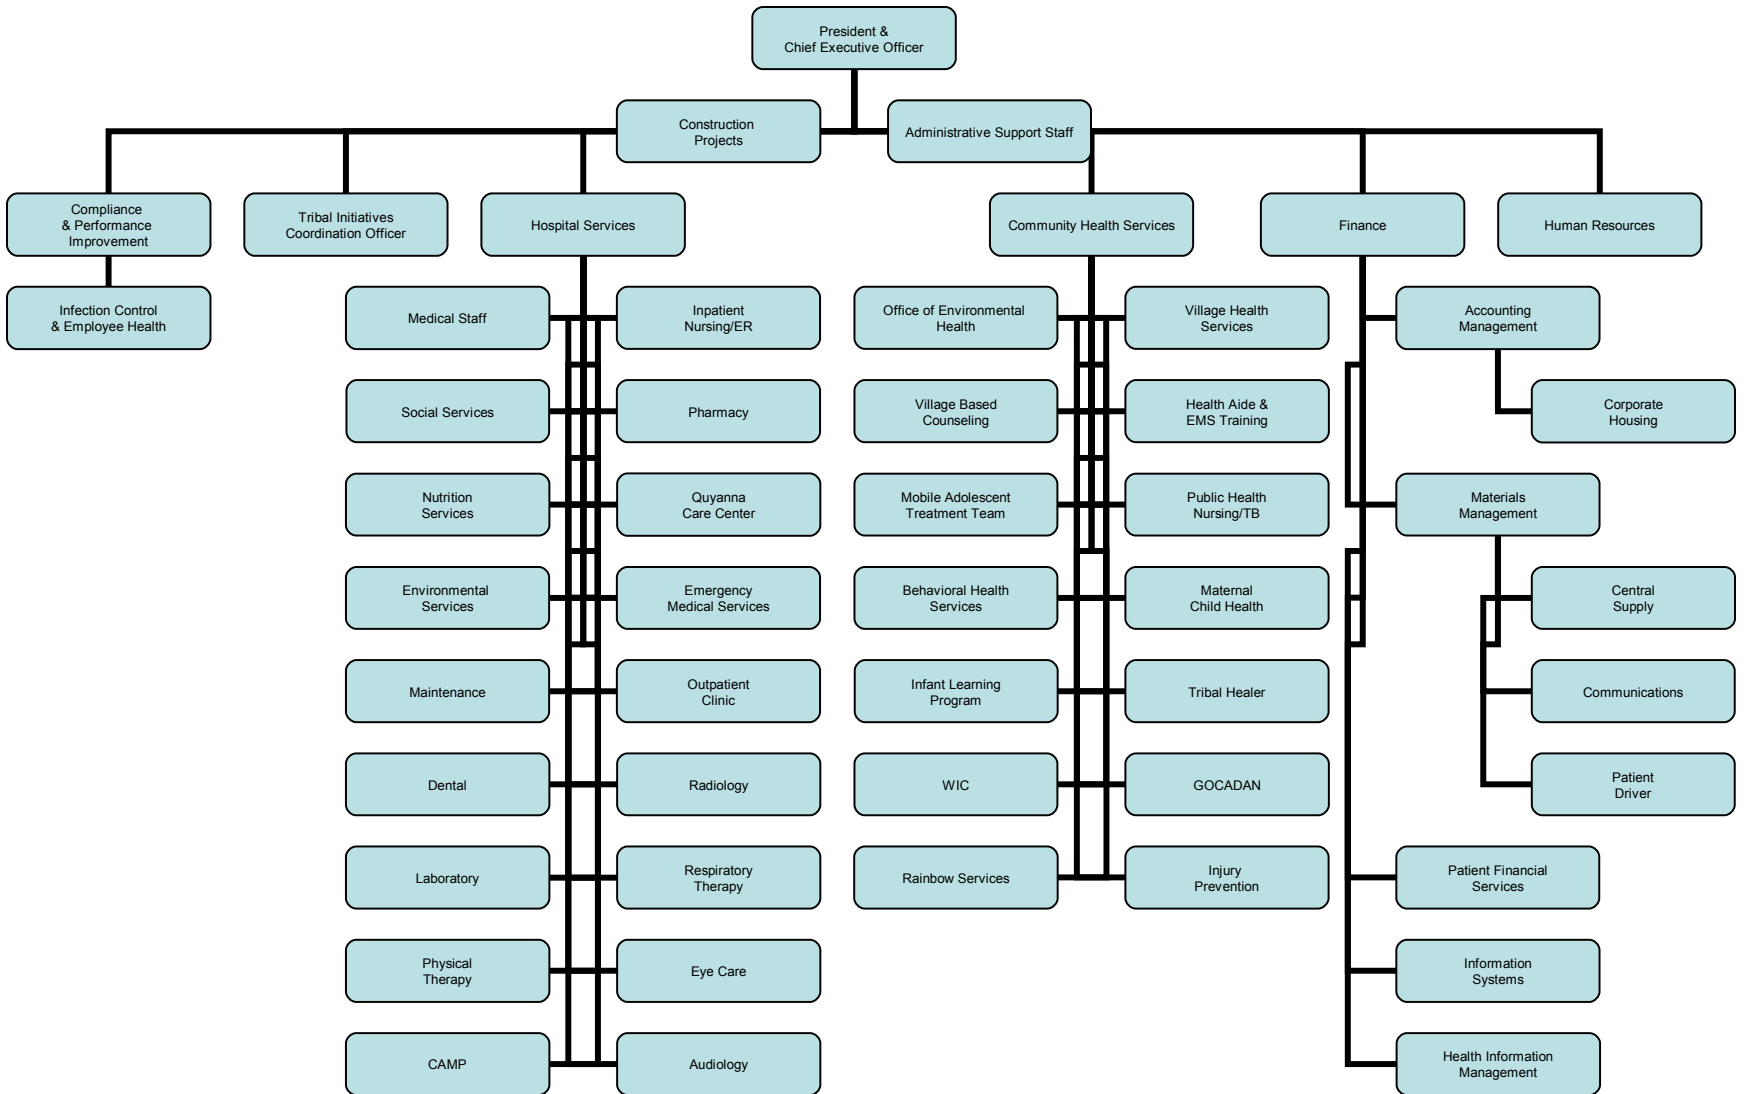 President &
Chief Executive Officer
Construction
Projects
Administrative Support Staff
Compliance
& Performance
Improvement
Tribal Initiatives
Coordination Officer
Hospital Services
Community Health Services
Finance
Human Resources
Infection Control
& Employee Health
Medical Staff
Inpatient
Nursing/ER
Office of Environmental
Health
Village Health
Services
Accounting
Management
Social Services
Pharmacy
Village Based
Counseling
Health Aide &
EMS Training
Corporate
Housing
Nutrition
Services
Quyanna
Care Center
Mobile Adolescent
Treatment Team
Public Health
Nursing/TB
Materials
Management
Environmental
Services
Emergency
Medical Services
Behavioral Health
Services
Maternal
Child Health
Central
Supply
Maintenance
Outpatient
Clinic
Infant Learning
Program
Tribal Healer
Communications
Dental
Radiology
WIC
GOCADAN
Patient
Driver
Laboratory
Respiratory
Therapy
Rainbow Services
Injury
Prevention
Patient Financial
Services
Physical
Therapy
Eye Care
Information
Systems
CAMP
Audiology
Health Information
Management